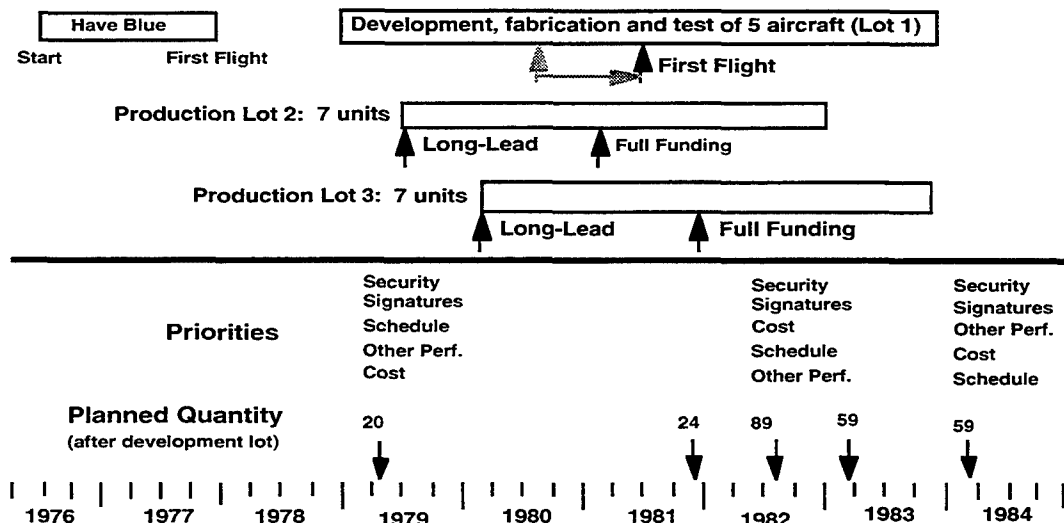 Have Blue
Start
First Flight
Development, fabrication and test of 5 aircraft (Lot 1)
First Flight
Production Lot 2: 7 units
Long-Lead
Full Funding
Production Lot 3: 7 units
Long-Lead
Full Funding
Priorities
Security
Signatures
Schedule
Other Perf.
Cost
Security
Signatures
Cost
Schedule
Other Perf.
Security
Signatures
Other Perf.
Cost
Schedule
Planned Quantity
(after development lot)
20
24
89
59
59
1976
1977
1978
1979
1980
1981
1982
1983
1984